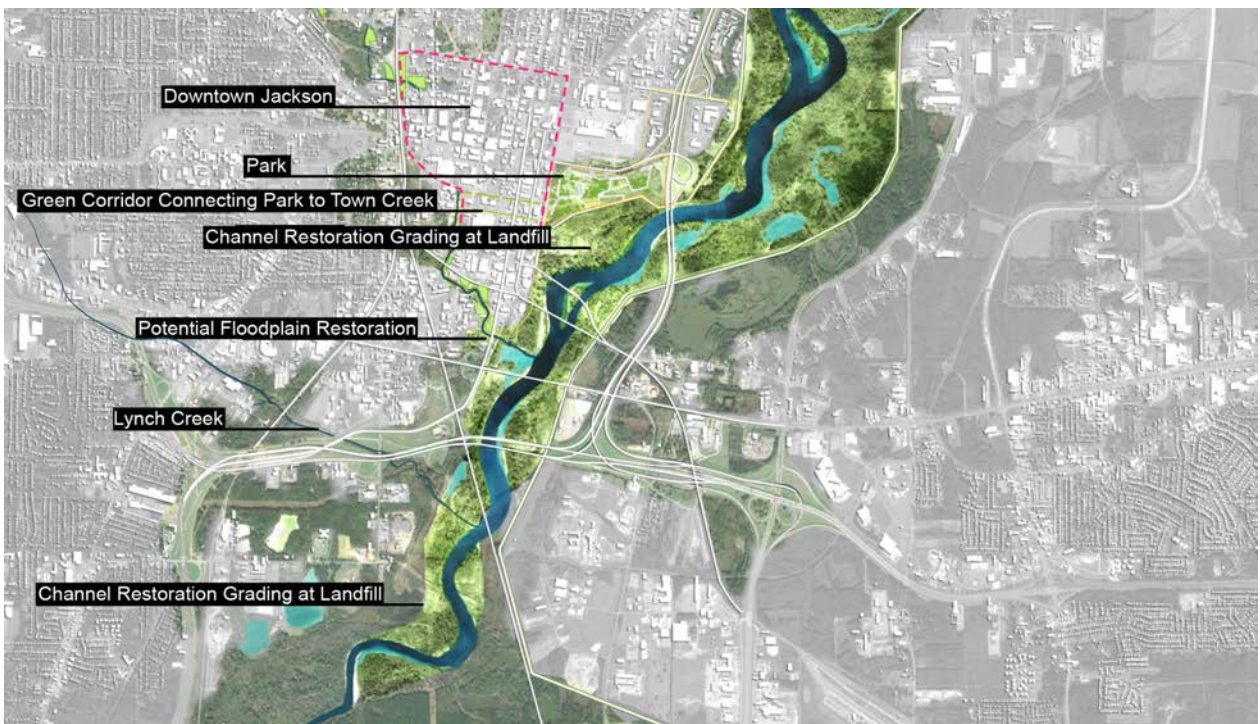 Downtown Jackson
Park
Green Corridor Connecting Park to Town Creek
Channel Restoration Grading at Landfill
Potential Floodplain Restoration
Lynch Creek
Channel Restoration Grading at Landfill